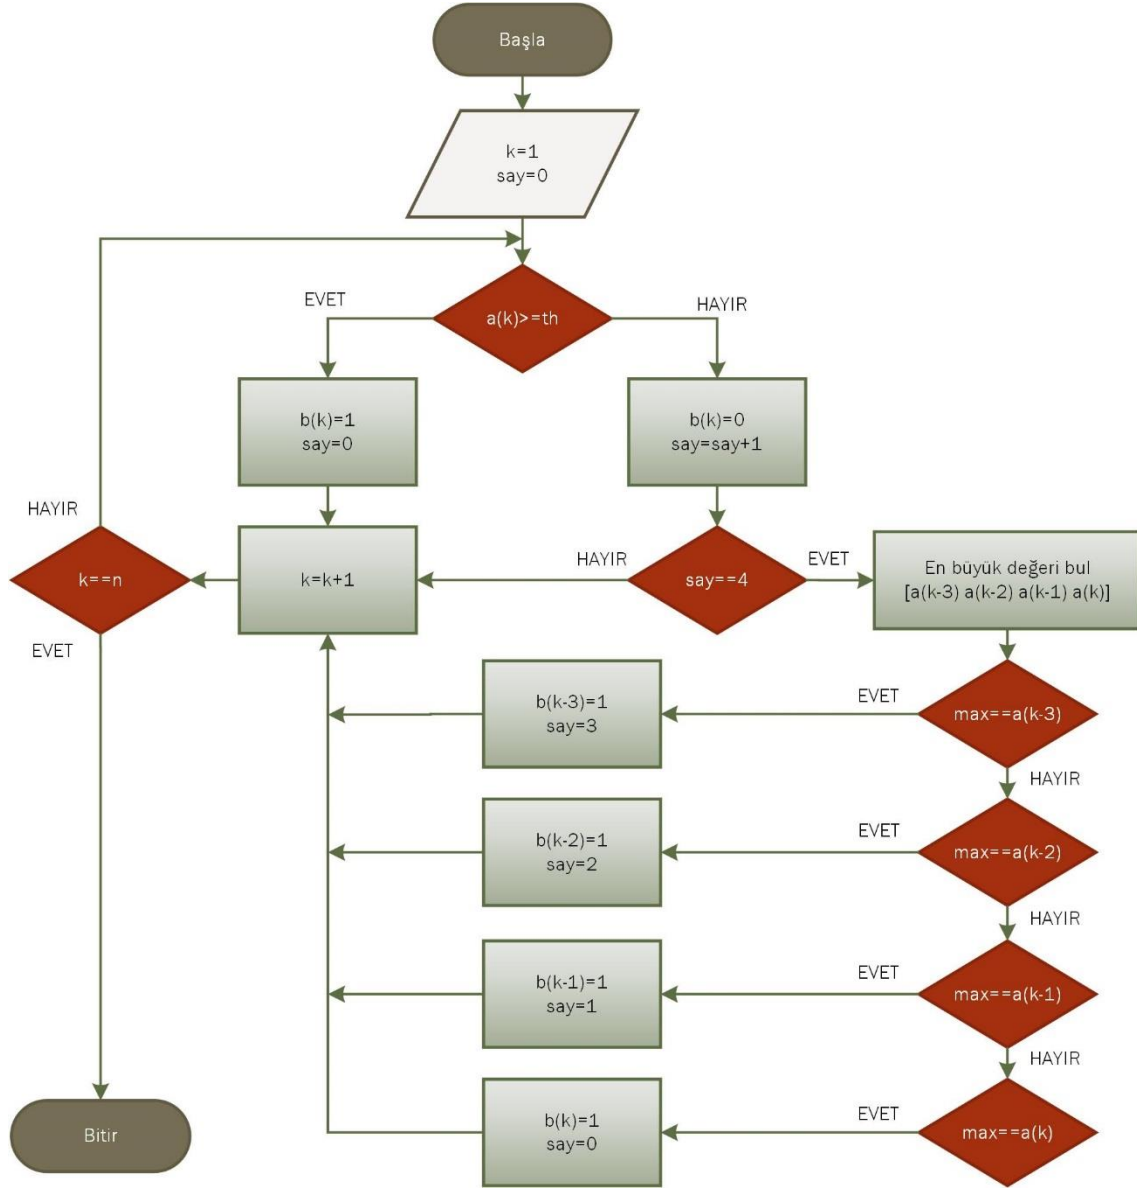 Başla
k=1
say=0
EVET
a(k)>=th
HAYIR
b(k)=1
say=0
b(k)=0
say=say+1
HAYIR
k==n
k=k+1
HAYIR
say==4
EVET
En büyük değeri bul
[a(k-3) a(k-2) a(k-1) a(k)]
EVET
b(k-3)=1
say=3
EVET
max==a(k-3)
HAYIR
b(k-2)=1
say=2
EVET
max==a(k-2)
HAYIR
b(k-1)=1
say=1
EVET
max==a(k-1)
HAYIR
b(k)=1
say=0
EVET
max==a(k)
Bitir